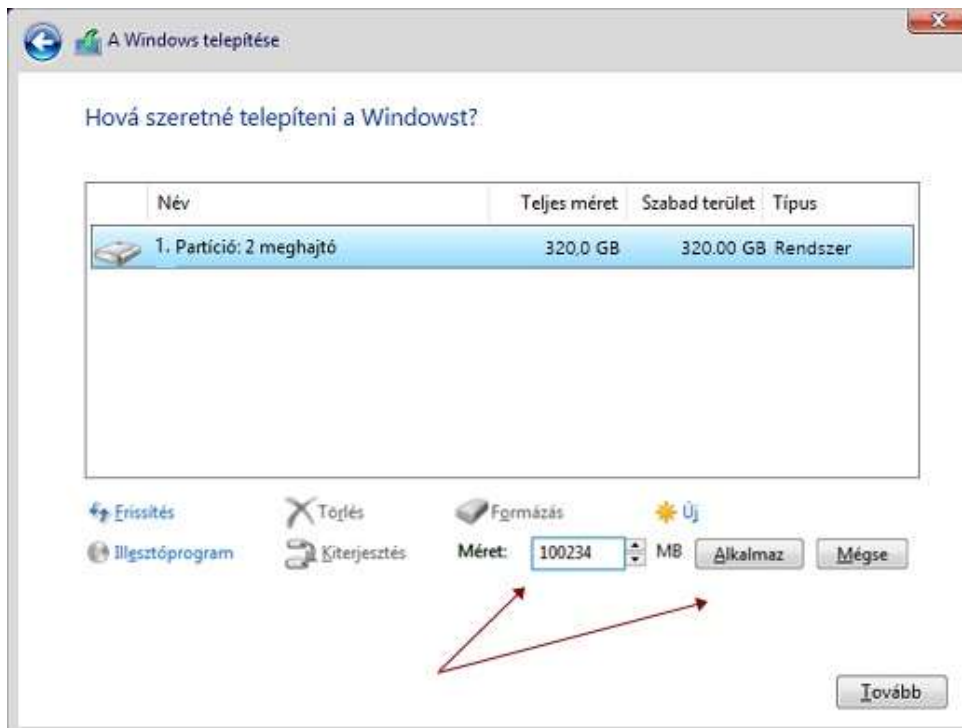 A Windows telepítése
Hová szeretné telepíteni a Windowst?
Név Teljes méret Szabad terület Típus
1. Partíció: 2 meghajtó 320,0 GB 320.00 GB Rendszer
Frissítés Törlés Formázás Új
Illesztőprogram Kiterjesztés Méret: 100234 MB Alkalmaz Mégse
Tovább